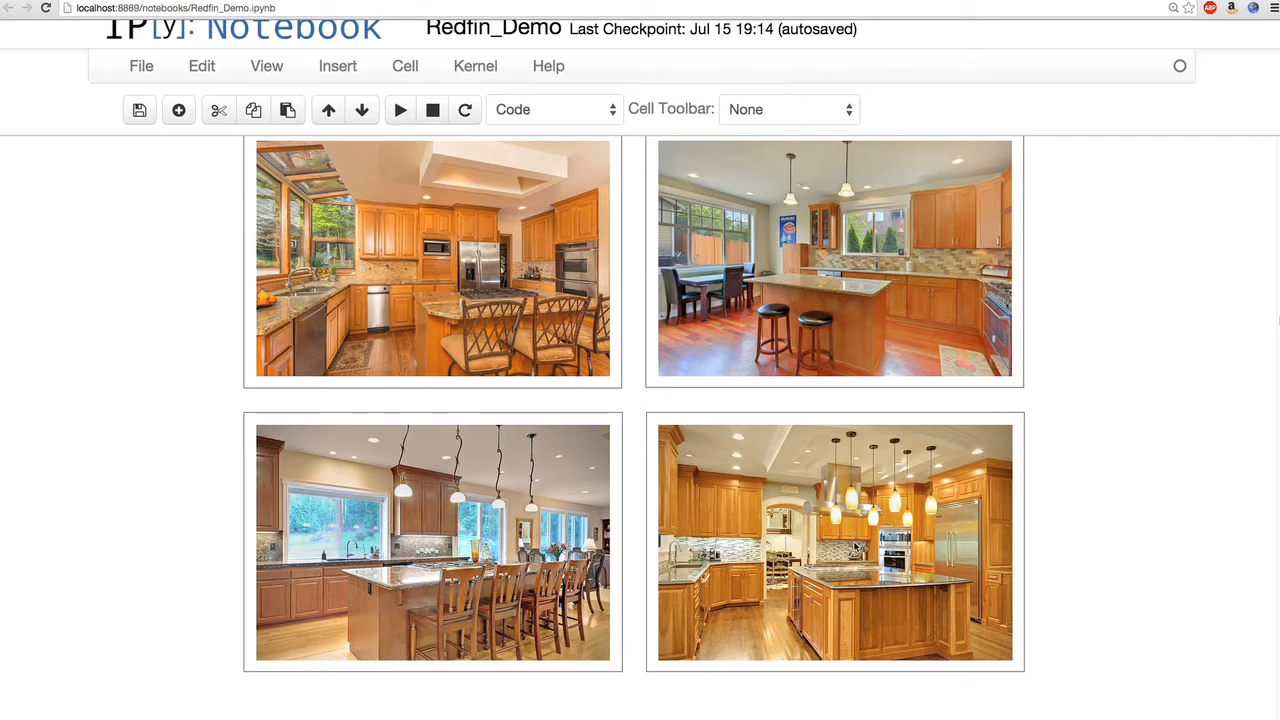 localhost:8889/notebooks/Redfin_Demo.ipynb
ABP
IP[y]: Notebook Redfin_Demo Last Checkpoint: Jul 15 19:14 (autosaved)
File Edit View Insert Cell Kernel Help
Code Cell Toolbar: None